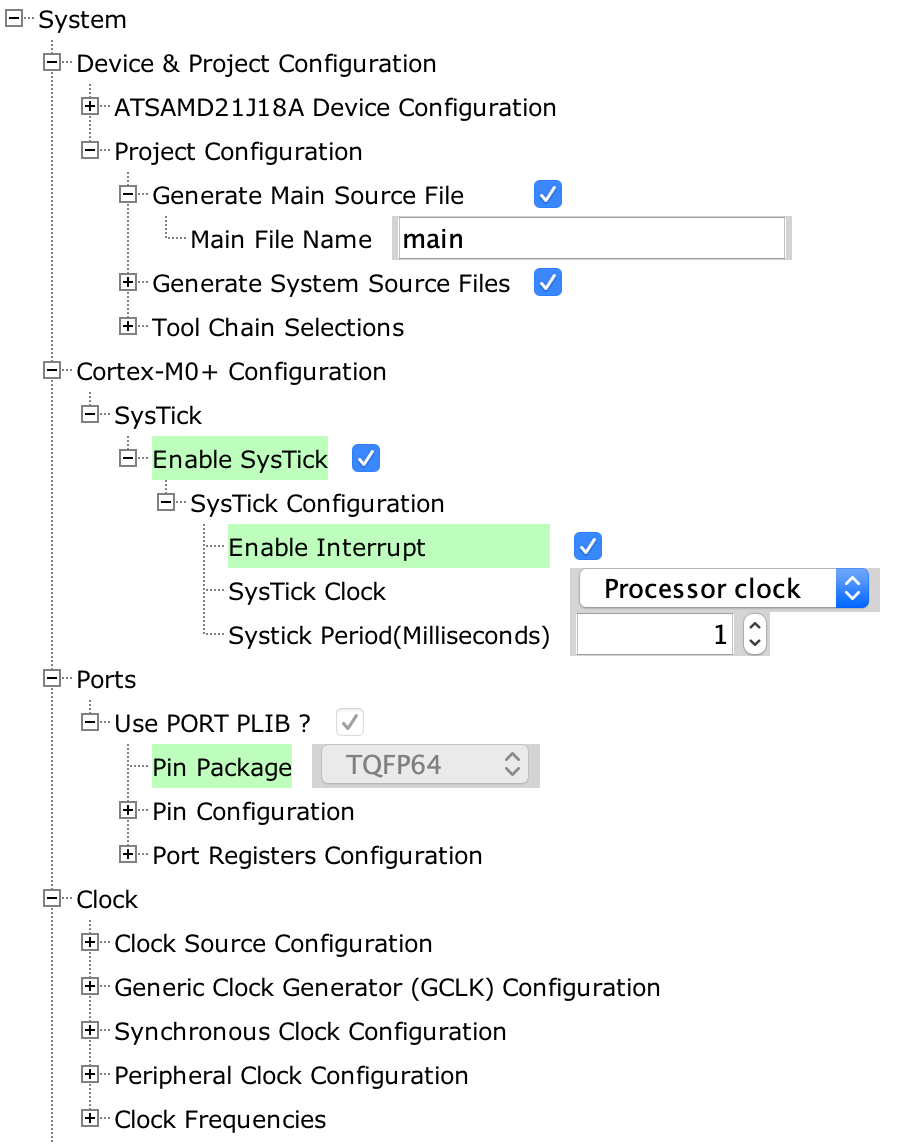 System
Device & Project Configuration
ATSAMD21J18A Device Configuration
Project Configuration
Generate Main Source File
Main File Name main
Generate System Source Files
Tool Chain Selections
Cortex-M0+ Configuration
SysTick
Enable SysTick
SysTick Configuration
Enable Interrupt
SysTick Clock Processor clock
Systick Period(Milliseconds) 1
Ports
Use PORT PLIB ?
Pin Package TQFP64
Pin Configuration
Port Registers Configuration
Clock
Clock Source Configuration
Generic Clock Generator (GCLK) Configuration
Synchronous Clock Configuration
Peripheral Clock Configuration
Clock Frequencies